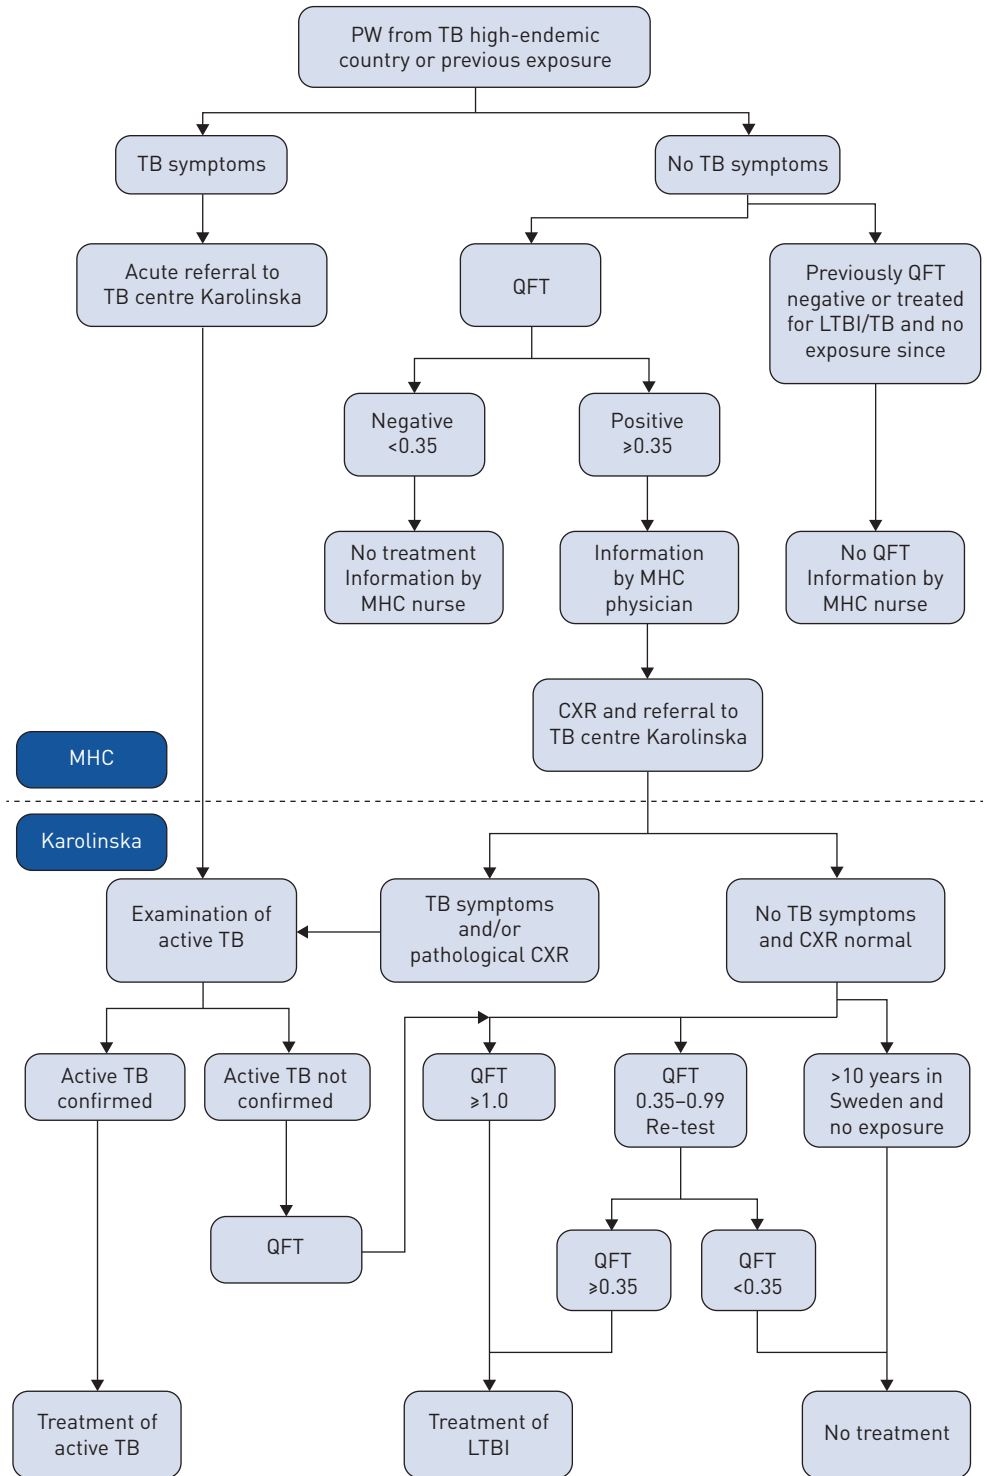 PW from TB high-endemic
country or previous exposure
TB symptoms
No TB symptoms
Acute referral to
TB centre Karolinska
QFT
Previously QFT
negative or treated
for LTBI/TB and no
exposure since
Negative
<0.35
Positive
⩾0.35
No treatment
Information by
MHC nurse
Information
by MHC
physician
No QFT
Information by
MHC nurse
CXR and referral to
TB centre Karolinska
MHC
Karolinska
Examination of
active TB
TB symptoms
and/or
pathological CXR
No TB symptoms
and CXR normal
Active TB
confirmed
Active TB not
confirmed
QFT
⩾1.0
QFT
0.35–0.99
Re-test
>10 years in
Sweden and
no exposure
QFT
QFT
⩾0.35
QFT
<0.35
Treatment of
active TB
Treatment of
LTBI
No treatment